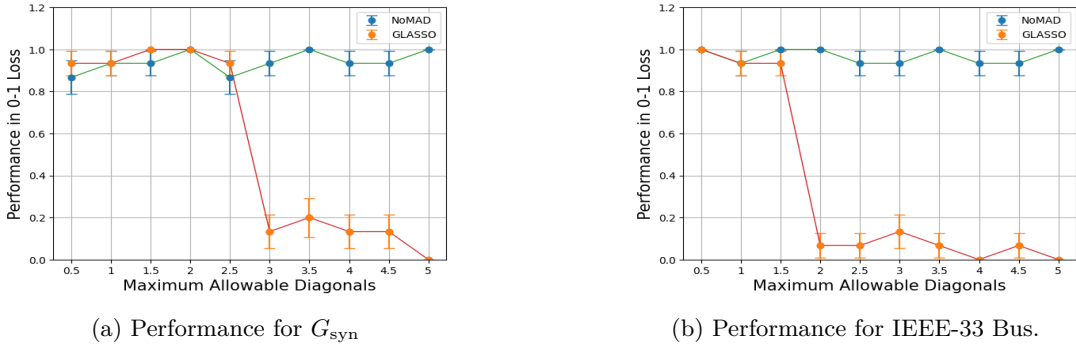 1.2
1.0
0.8
0.6
0.4
0.2
0.0
Performance in 0-1 Loss
NoMAD
GLASSO
0.5 1 1.5 2 2.5 3 3.5 4 4.5 5
Maximum Allowable Diagonals
(a) Performance for G_syn
1.2
1.0
0.8
0.6
0.4
0.2
0.0
Performance in 0-1 Loss
NoMAD
GLASSO
0.5 1 1.5 2 2.5 3 3.5 4 4.5 5
Maximum Allowable Diagonals
(b) Performance for IEEE-33 Bus.